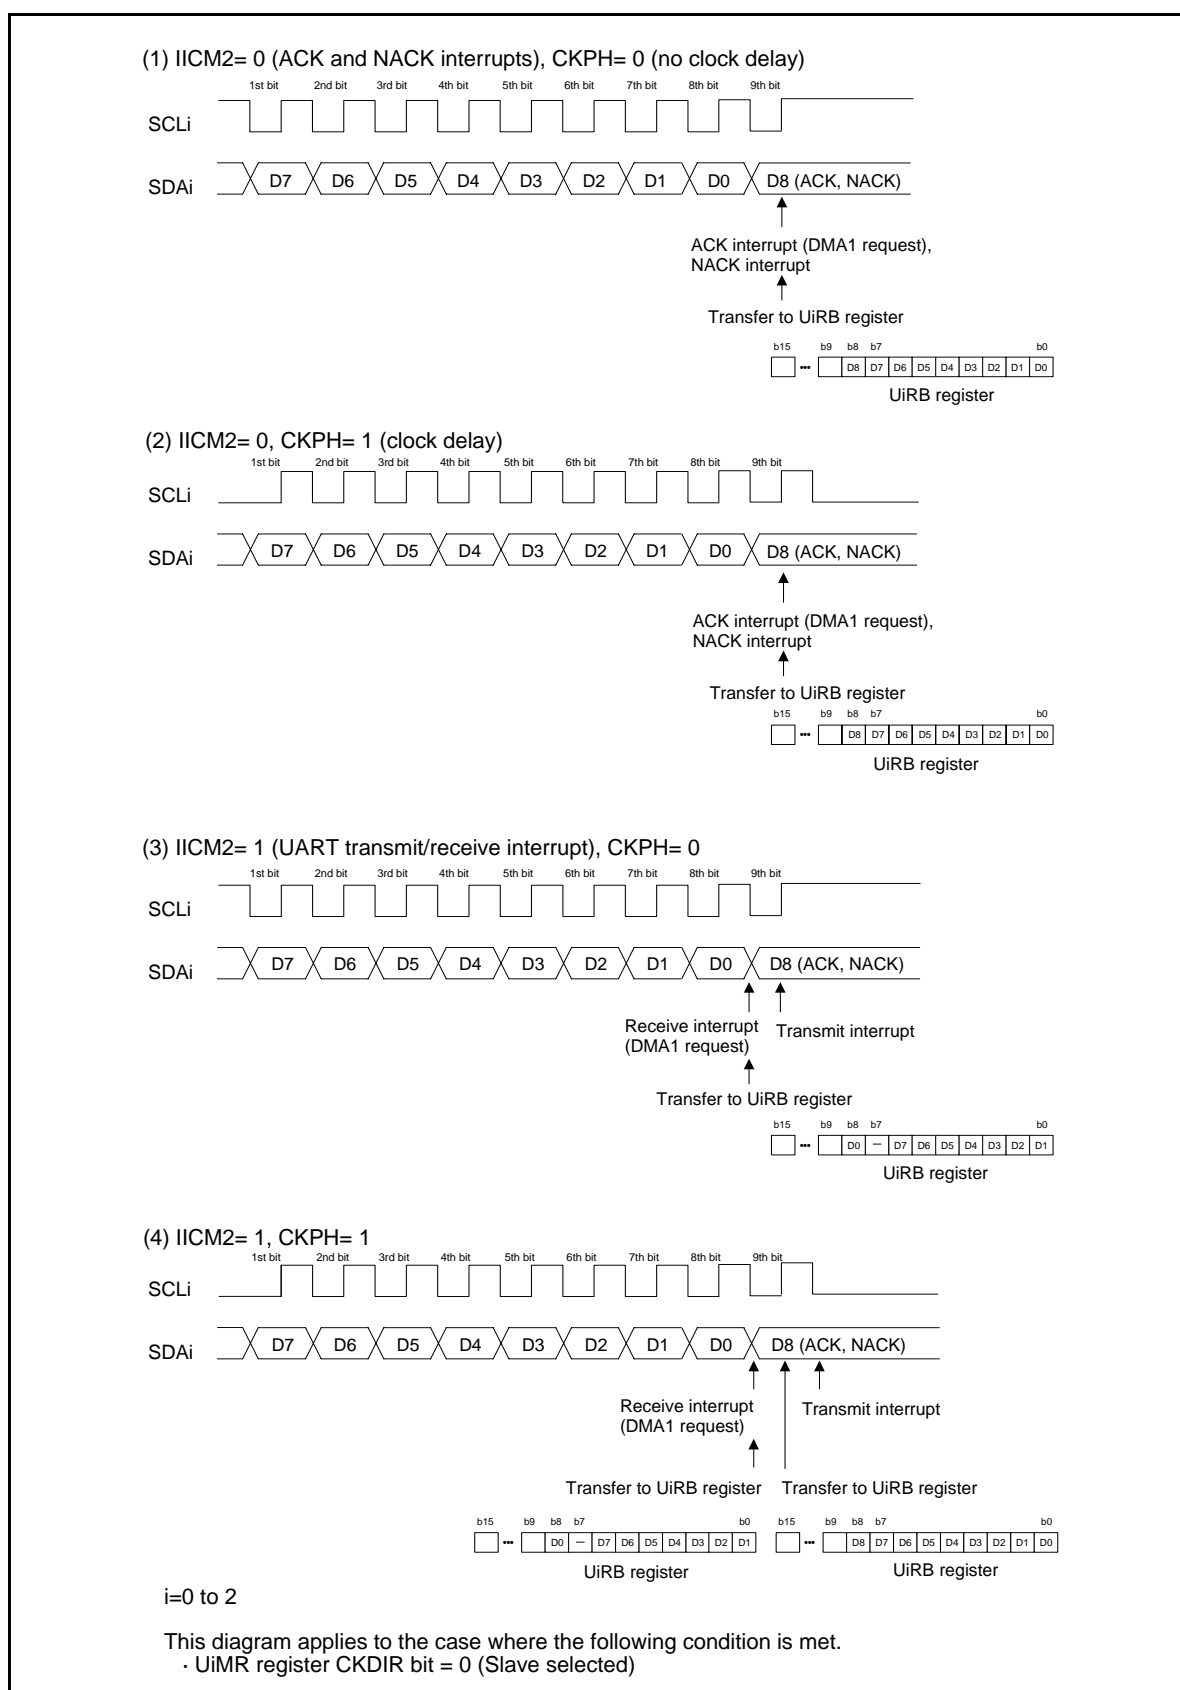 (1) IICM2= 0 (ACK and NACK interrupts), CKPH= 0 (no clock delay)
1st bit 2nd bit 3rd bit 4th bit 5th bit 6th bit 7th bit 8th bit 9th bit
SCLi
SDAi D7 D6 D5 D4 D3 D2 D1 D0 D8 (ACK, NACK)
ACK interrupt (DMA1 request),
NACK interrupt
Transfer to UiRB register
b15 b9 b8 b7 b0
••• D8 D7 D6 D5 D4 D3 D2 D1 D0
UiRB register
(2) IICM2= 0, CKPH= 1 (clock delay)
1st bit 2nd bit 3rd bit 4th bit 5th bit 6th bit 7th bit 8th bit 9th bit
SCLi
SDAi D7 D6 D5 D4 D3 D2 D1 D0 D8 (ACK, NACK)
ACK interrupt (DMA1 request),
NACK interrupt
Transfer to UiRB register
b15 b9 b8 b7 b0
••• D8 D7 D6 D5 D4 D3 D2 D1 D0
UiRB register
(3) IICM2= 1 (UART transmit/receive interrupt), CKPH= 0
1st bit 2nd bit 3rd bit 4th bit 5th bit 6th bit 7th bit 8th bit 9th bit
SCLi
SDAi D7 D6 D5 D4 D3 D2 D1 D0 D8 (ACK, NACK)
Receive interrupt Transmit interrupt
(DMA1 request)
Transfer to UiRB register
b15 b9 b8 b7 b0
••• D0 — D7 D6 D5 D4 D3 D2 D1
UiRB register
(4) IICM2= 1, CKPH= 1
1st bit 2nd bit 3rd bit 4th bit 5th bit 6th bit 7th bit 8th bit 9th bit
SCLi
SDAi D7 D6 D5 D4 D3 D2 D1 D0 D8 (ACK, NACK)
Receive interrupt Transmit interrupt
(DMA1 request)
Transfer to UiRB register Transfer to UiRB register
b15 b9 b8 b7 b0 b15 b9 b8 b7 b0
••• D0 — D7 D6 D5 D4 D3 D2 D1 ••• D8 D7 D6 D5 D4 D3 D2 D1 D0
UiRB register UiRB register
i=0 to 2
This diagram applies to the case where the following condition is met.
· UiMR register CKDIR bit = 0 (Slave selected)